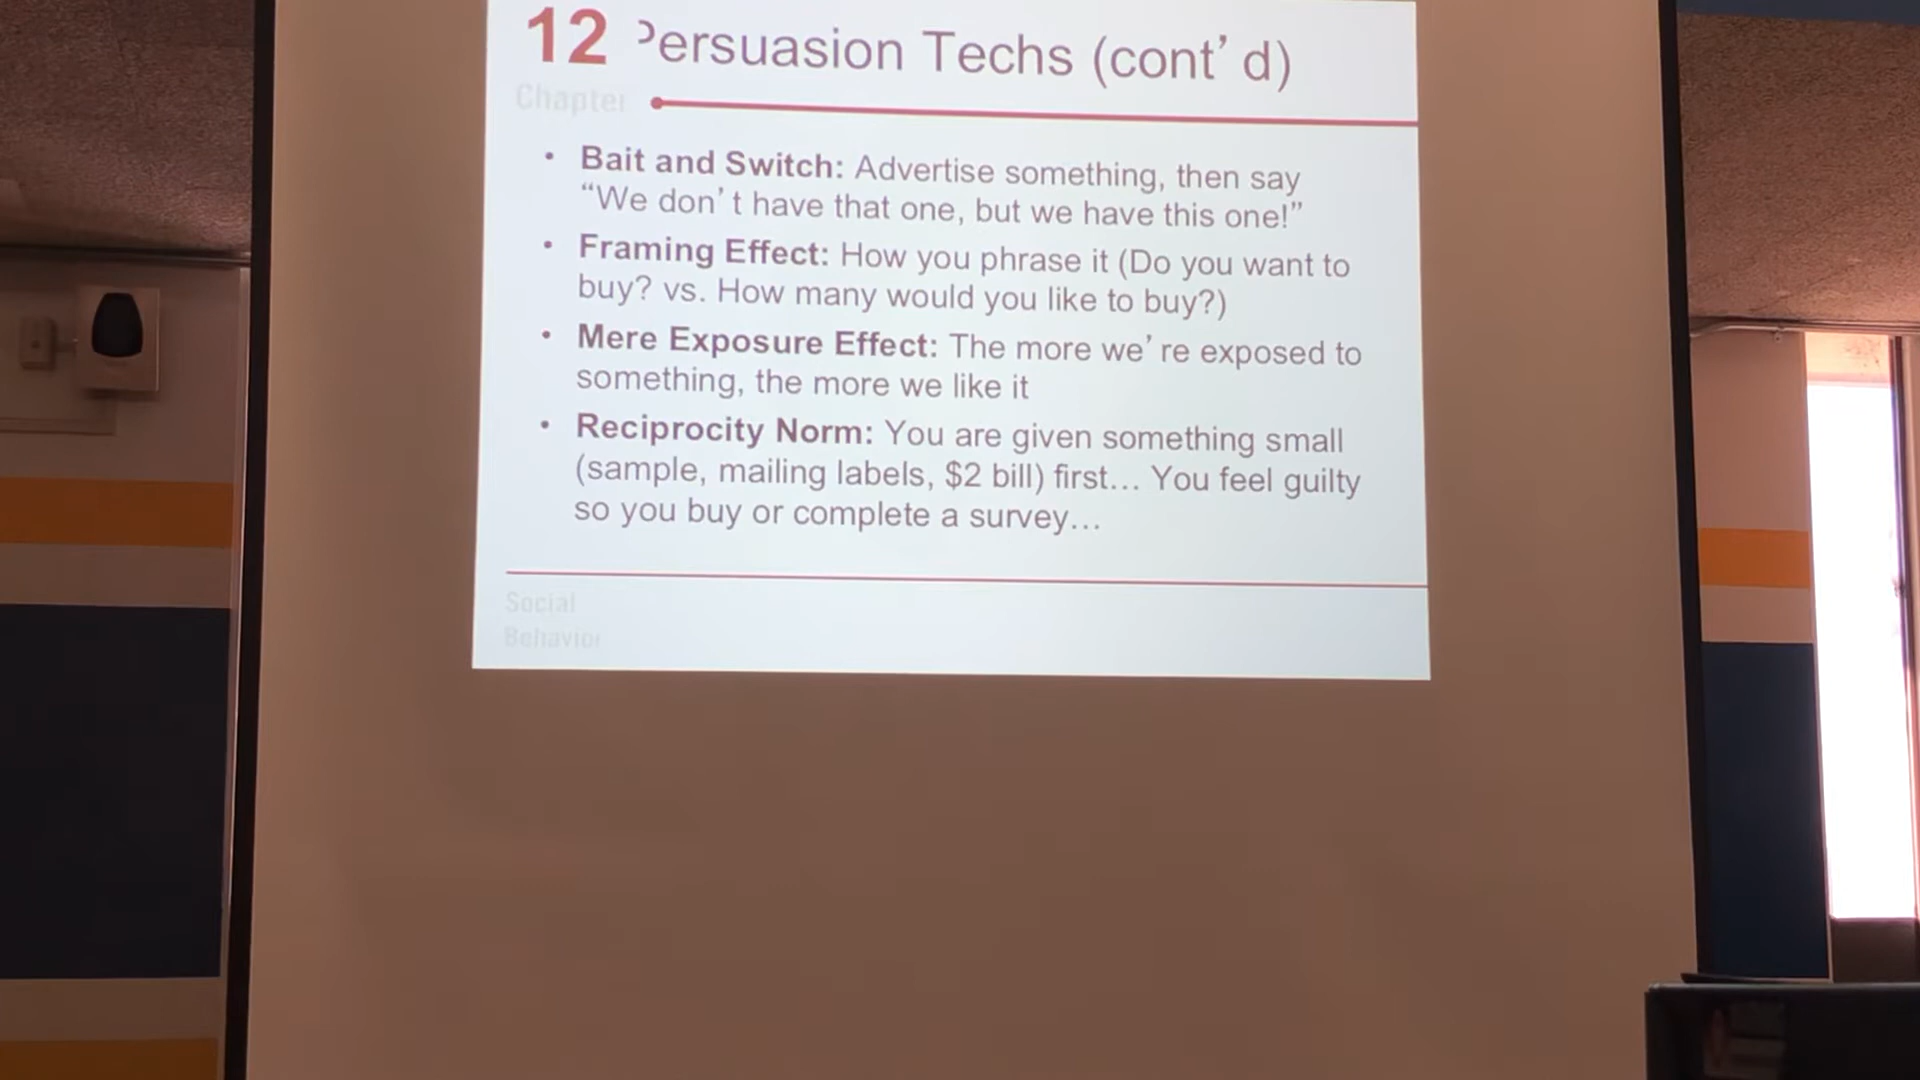 12 Persuasion Techs (cont'd)
Chapter
• Bait and Switch: Advertise something, then say
“We don't have that one, but we have this one!”
• Framing Effect: How you phrase it (Do you want to
buy? vs. How many would you like to buy?)
• Mere Exposure Effect: The more we're exposed to
something, the more we like it
• Reciprocity Norm: You are given something small
(sample, mailing labels, $2 bill) first... You feel guilty
so you buy or complete a survey...
Social
Behavior